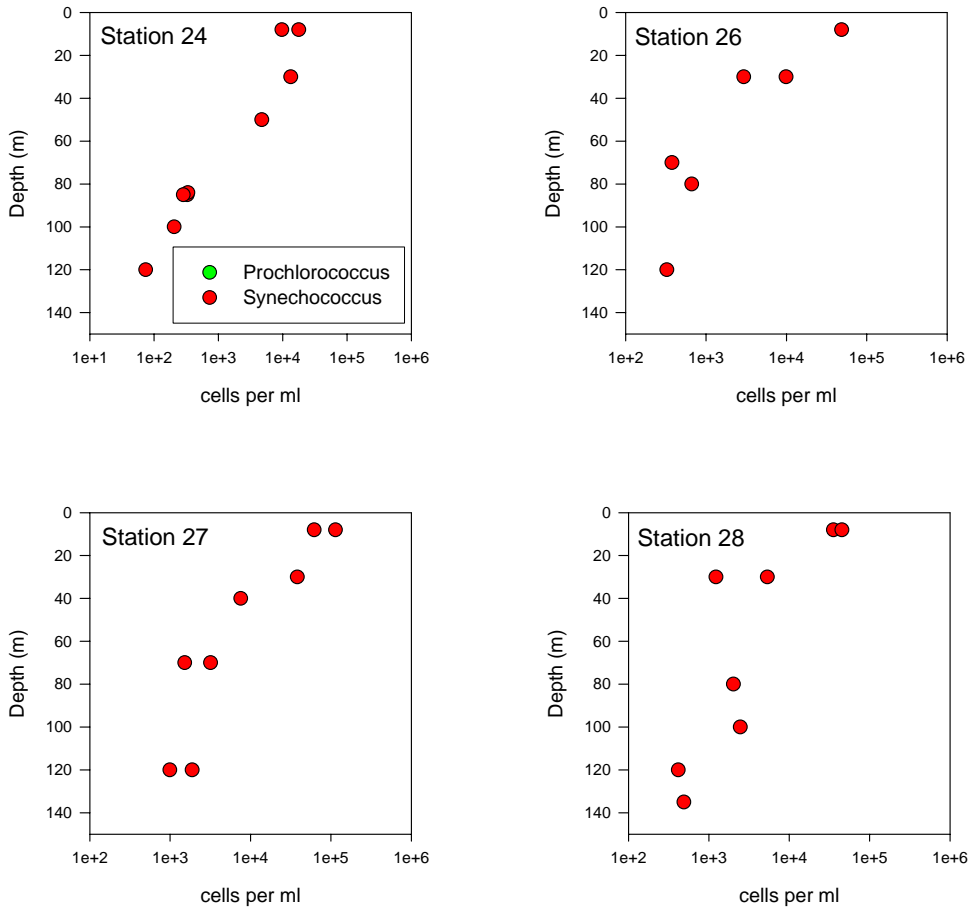 Station 24
0
20
40
60
80
100
120
140
Depth (m)
Prochlorococcus
Synechococcus
1e+1 1e+2 1e+3 1e+4 1e+5 1e+6
cells per ml
Station 26
0
20
40
60
80
100
120
140
Depth (m)
1e+2 1e+3 1e+4 1e+5 1e+6
cells per ml
Station 27
0
20
40
60
80
100
120
140
Depth (m)
1e+2 1e+3 1e+4 1e+5 1e+6
cells per ml
Station 28
0
20
40
60
80
100
120
140
Depth (m)
1e+2 1e+3 1e+4 1e+5 1e+6
cells per ml